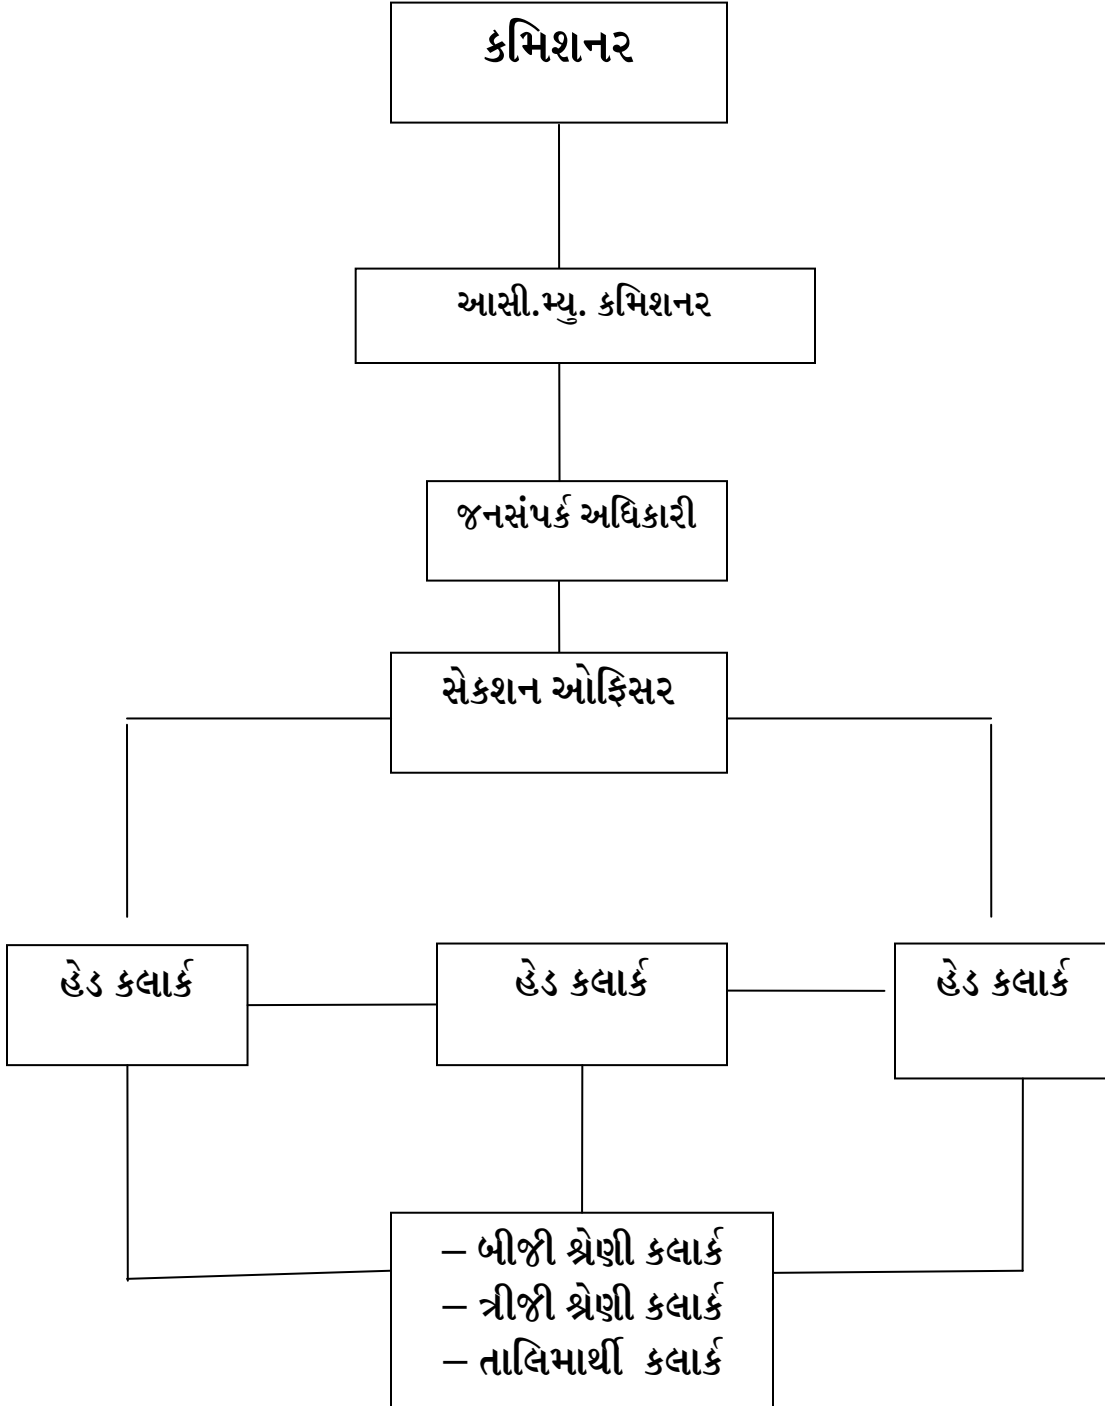 કમિશનર
આસી.મ્યુ. કમિશનર
જનસંપર્ક અધિકારી
સેકશન ઓફિસર
હેડ કલાર્ક
હેડ કલાર્ક
હેડ કલાર્ક
– બીજી શ્રેણી કલાર્ક
– ત્રીજી શ્રેણી કલાર્ક
– તાલિમાર્થી કલાર્ક